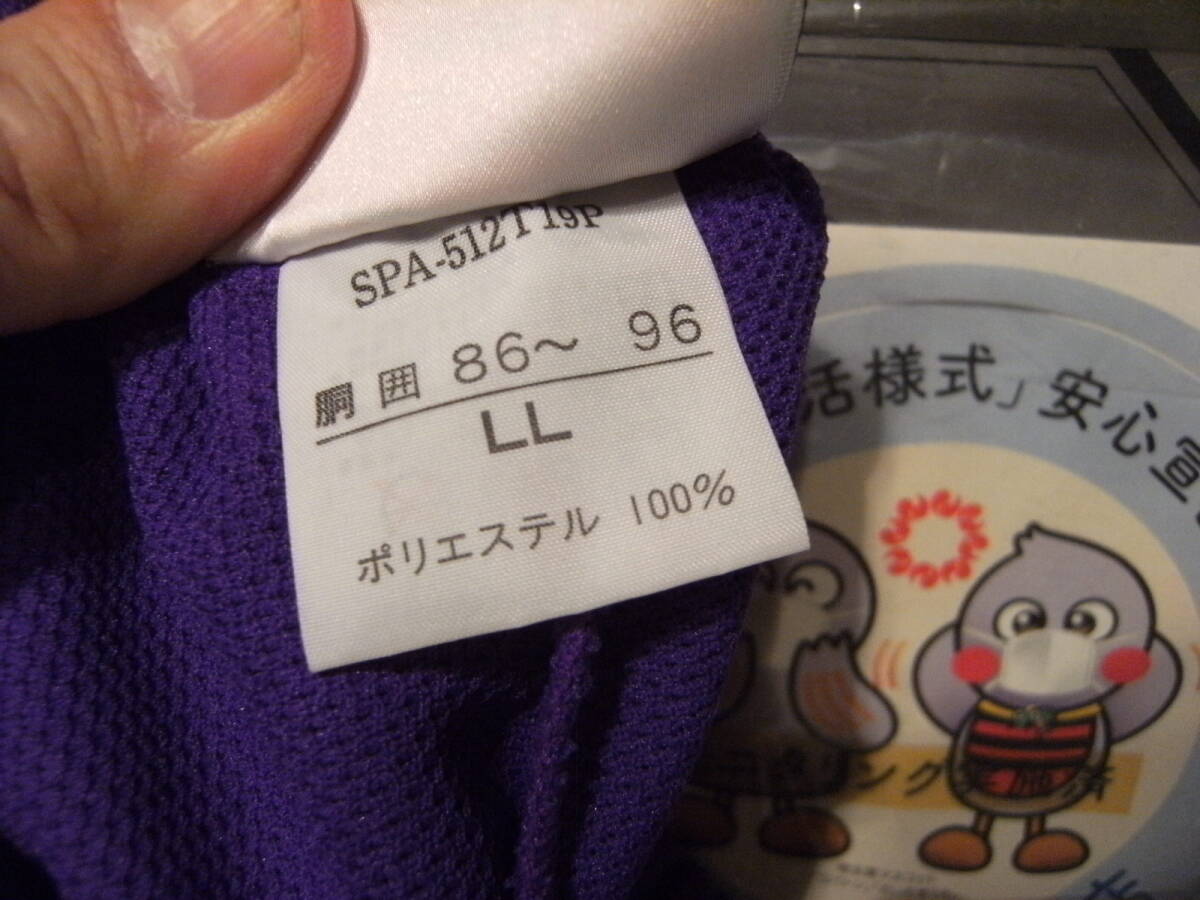 SPA-512T19P
胴囲 86～ 96
LL
ポリエステル 100%
活様式」安心宣